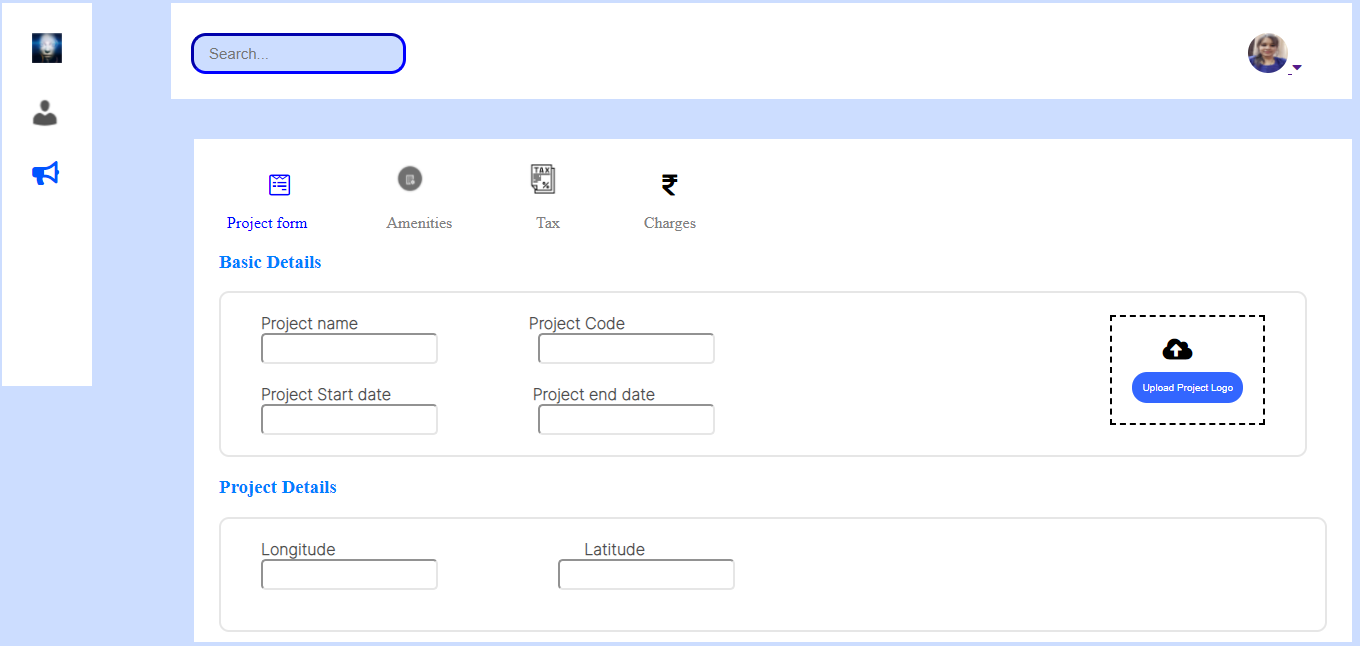 Search...
Project form
Amenities
TAX
%
Tax
₹
Charges
Basic Details
Project name
Project Code
Project Start date
Project end date
Upload Project Logo
Project Details
Longitude
Latitude